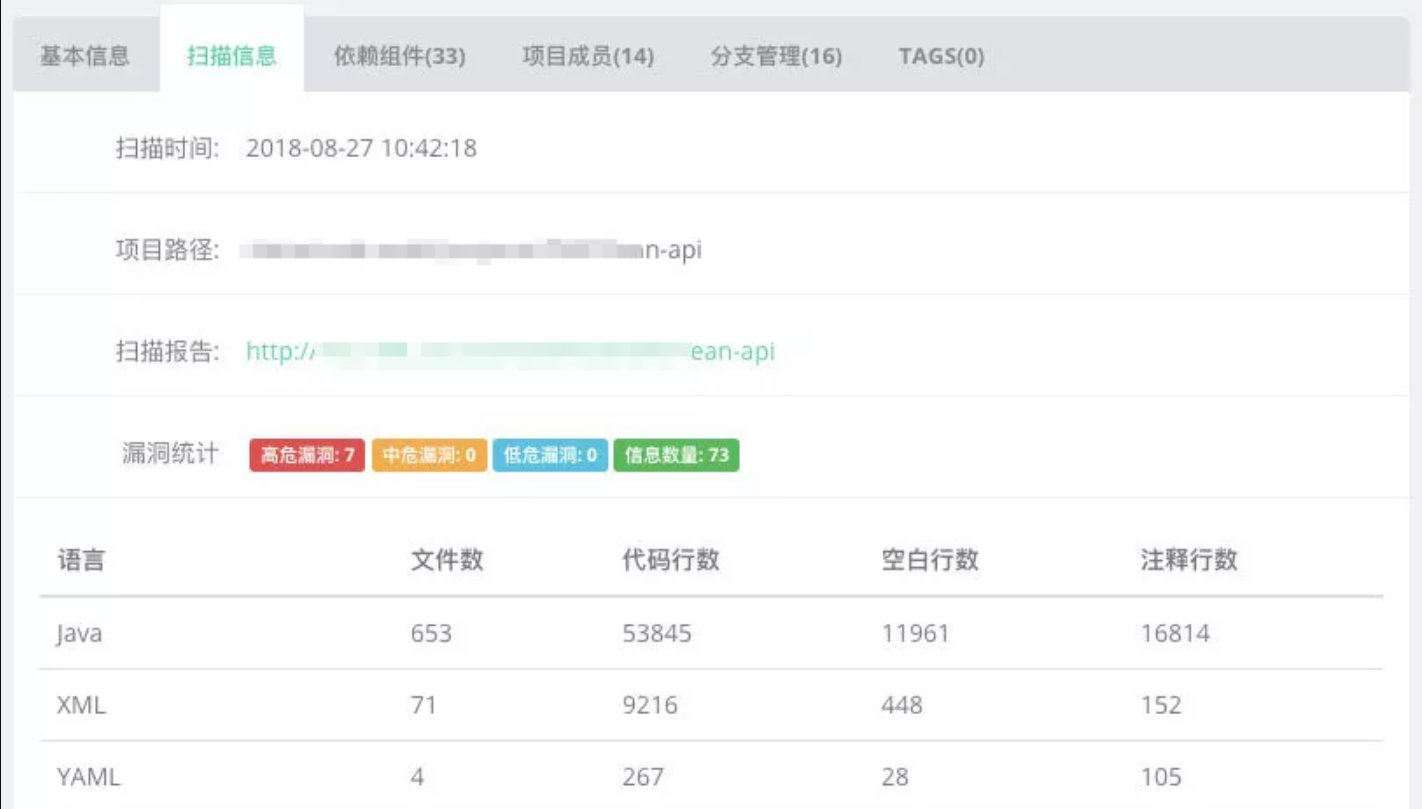 基本信息 扫描信息 依赖组件(33) 项目成员(14) 分支管理(16) TAGS(0)
扫描时间: 2018-08-27 10:42:18
项目路径: an-api
扫描报告: http:// ean-api
漏洞统计 高危漏洞: 7 中危漏洞: 0 低危漏洞: 0 信息数量: 73
语言 文件数 代码行数 空白行数 注释行数
Java 653 53845 11961 16814
XML 71 9216 448 152
YAML 4 267 28 105